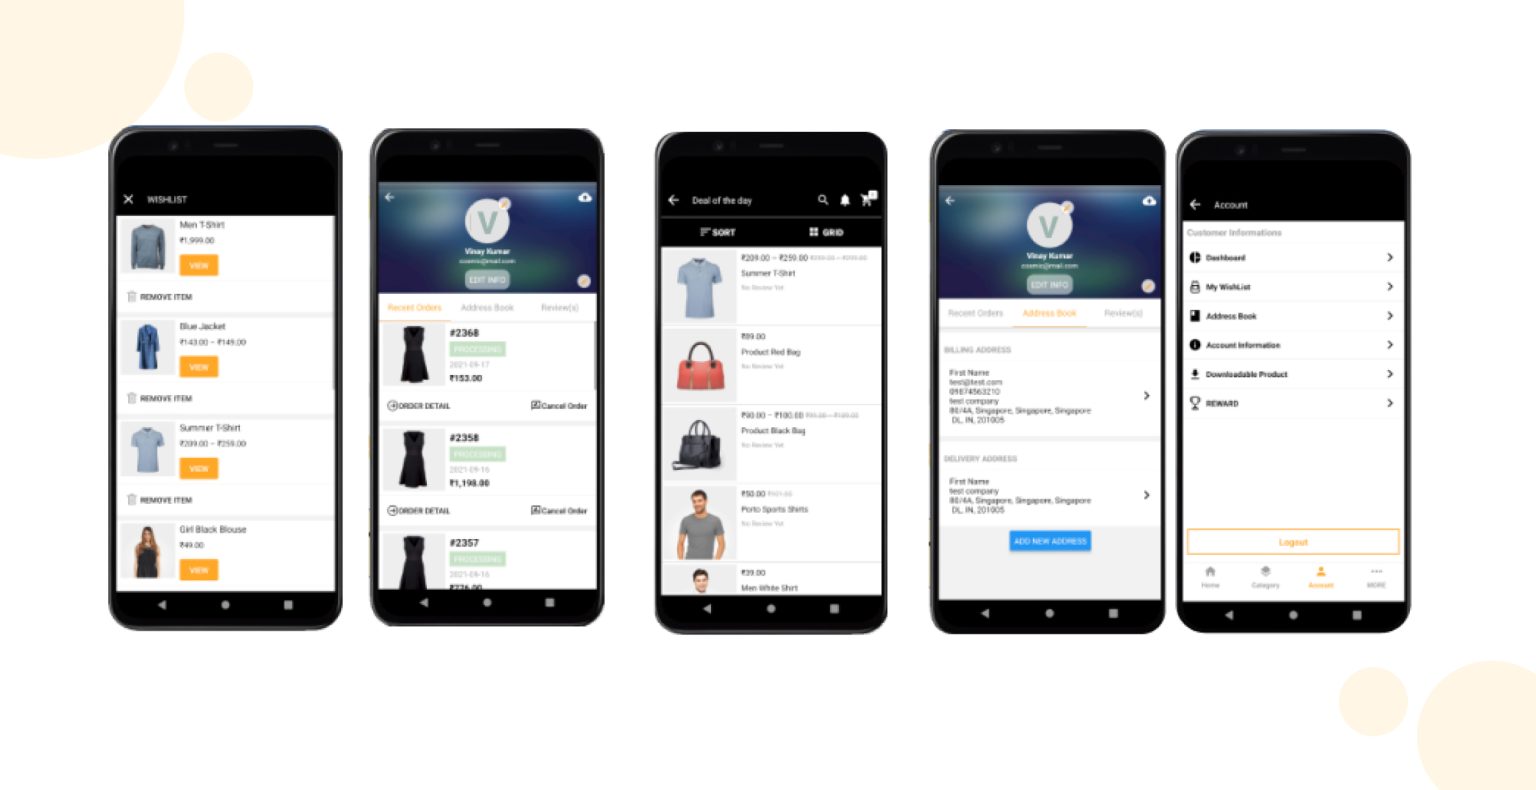 WISHLIST
Men T-Shirt
₹1,999.00
VIEW
REMOVE ITEM
Blue Jacket
₹143.00 – ₹149.00
VIEW
REMOVE ITEM
Summer T-Shirt
₹209.00 – ₹259.00
VIEW
REMOVE ITEM
Girl Black Blouse
₹49.00
VIEW
V
Vinay Kumar
cosmic@mail.com
EDIT INFO
Recent Orders Address Book Review(s)
#2368
PROCESSING
2021-09-17
₹153.00
ORDER DETAIL Cancel Order
#2358
PROCESSING
2021-09-16
₹1,198.00
ORDER DETAIL Cancel Order
#2357
PROCESSING
2021-09-16
₹776.00
Deal of the day
SORT GRID
₹209.00 – ₹259.00
Summer T-Shirt
No Review Yet
₹89.00
Product Red Bag
No Review Yet
₹90.00 – ₹100.00
Product Black Bag
No Review Yet
₹50.00
Porto Sports Shirts
No Review Yet
₹39.00
Men White Shirt
V
Vinay Kumar
cosmic@mail.com
EDIT INFO
Recent Orders Address Book Review(s)
BILLING ADDRESS
First Name
test@test.com
09874563210
test company
80/4A, Singapore, Singapore, Singapore
DL, IN, 201005
DELIVERY ADDRESS
First Name
test company
80/4A, Singapore, Singapore, Singapore
DL, IN, 201005
ADD NEW ADDRESS
Account
Customer Informations
Dashboard
My WishList
Address Book
Account Information
Downloadable Product
REWARD
Logout
Home Category Account MORE